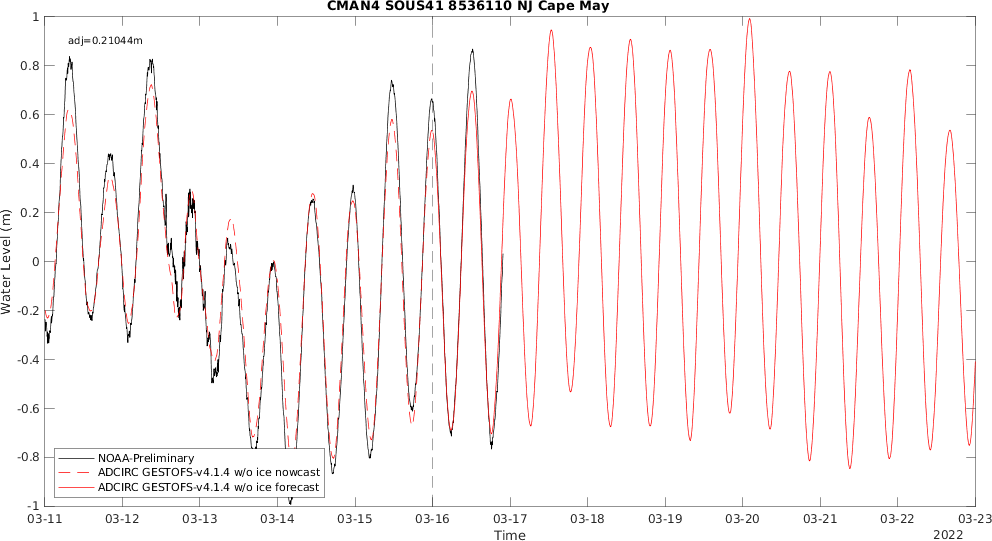 CMAN4 SOUS41 8536110 NJ Cape May
adj=0.21044m
1
0.8
0.6
0.4
0.2
0
-0.2
-0.4
-0.6
-0.8
-1
Water Level (m)
NOAA-Preliminary
ADCIRC GESTOFS-v4.1.4 w/o ice nowcast
ADCIRC GESTOFS-v4.1.4 w/o ice forecast
03-11 03-12 03-13 03-14 03-15 03-16 03-17 03-18 03-19 03-20 03-21 03-22 03-23
Time
2022